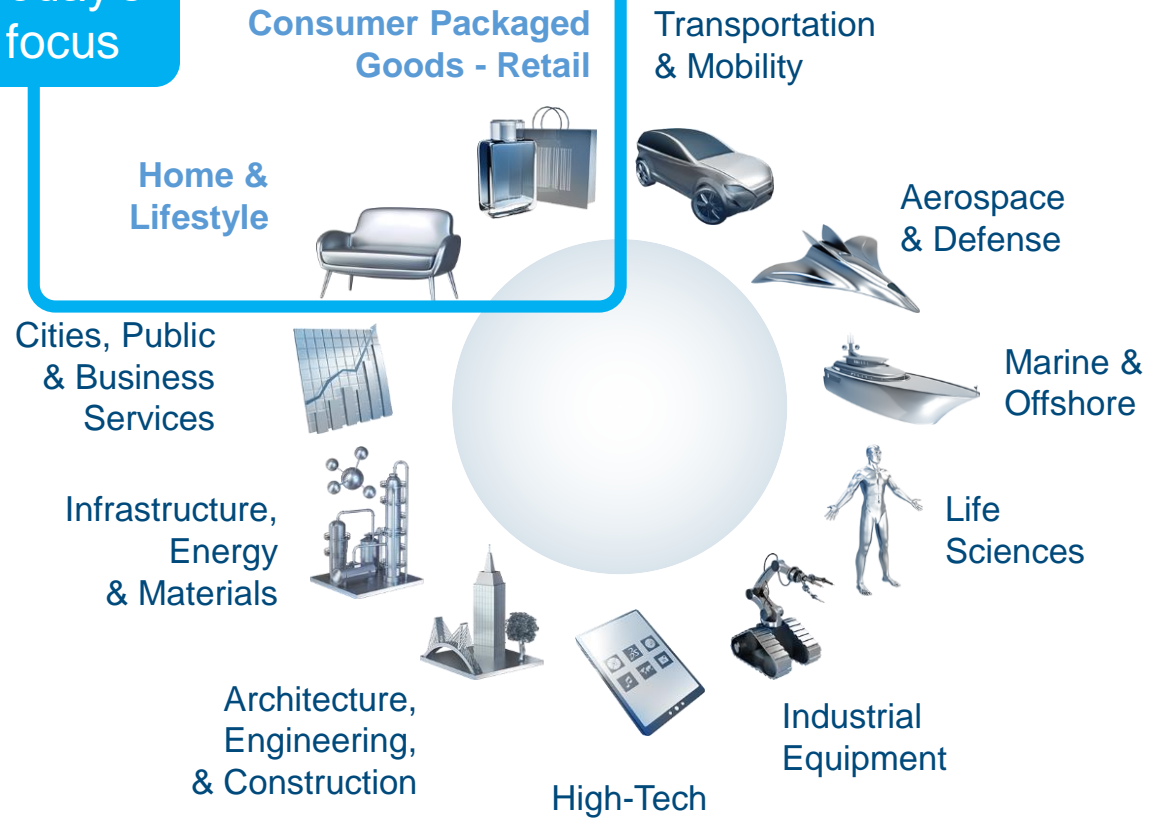 focus
Consumer Packaged
Goods - Retail
Transportation
& Mobility
Home &
Lifestyle
Aerospace
& Defense
Cities, Public
& Business
Services
Marine &
Offshore
Infrastructure,
Energy
& Materials
Life
Sciences
Architecture,
Engineering,
& Construction
Industrial
Equipment
High-Tech